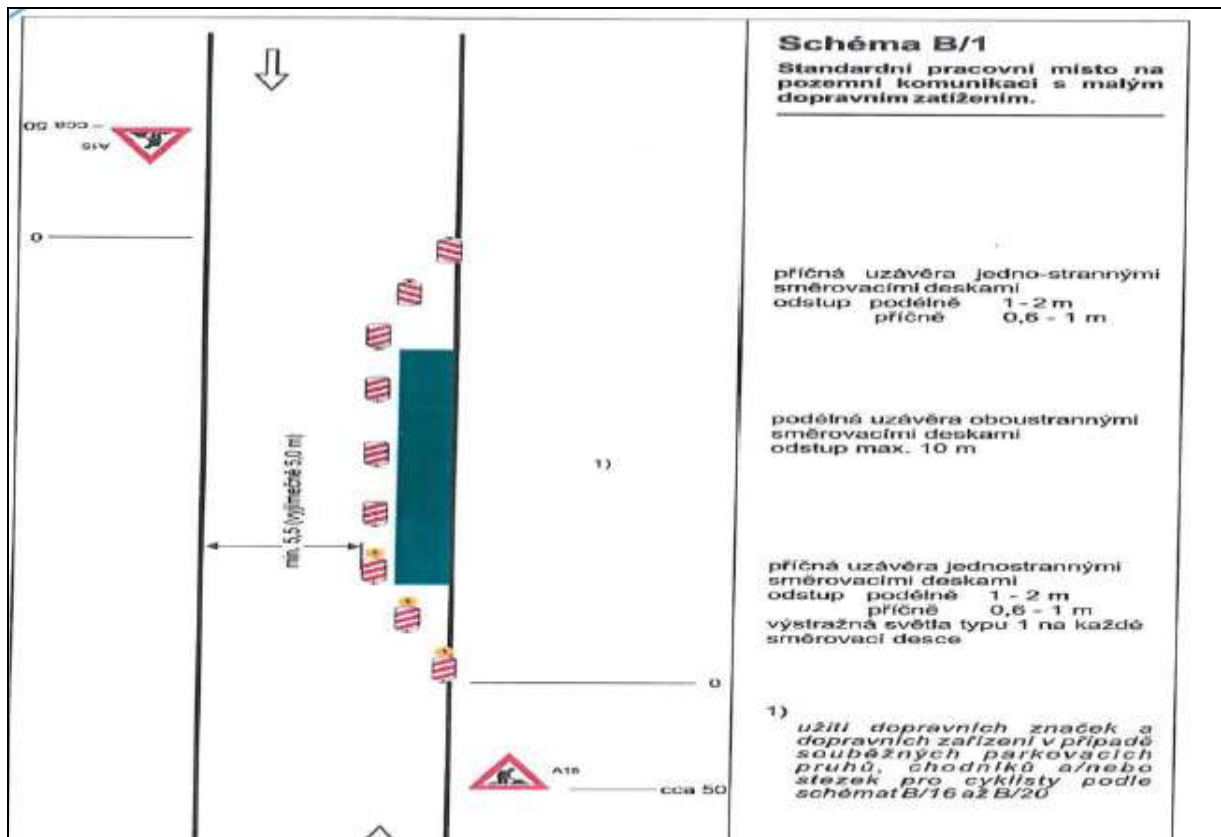 Schéma B/1
Standardní pracovní místo na
pozemní komunikaci s malým
dopravním zatížením.
– cca 50
A15
0
příčná uzávěra jedno-strannými
směrovacími deskami
odstup podélně 1 - 2 m
příčně 0,6 - 1 m
podélná uzávěra oboustrannými
směrovacími deskami
odstup max. 10 m
min. 5,5 (vyjímečně 5,0 m)
1)
příčná uzávěra jednostrannými
směrovacími deskami
odstup podélně 1 - 2 m
příčně 0,6 - 1 m
výstražná světla typu 1 na každé
směrovací desce
0
A15
cca 50
1)
užití dopravních značek a
dopravních zařízení v případě
souběžných parkovacích
pruhů, chodníků a/nebo
stezek pro cyklisty podle
schémat B/16 až B/20